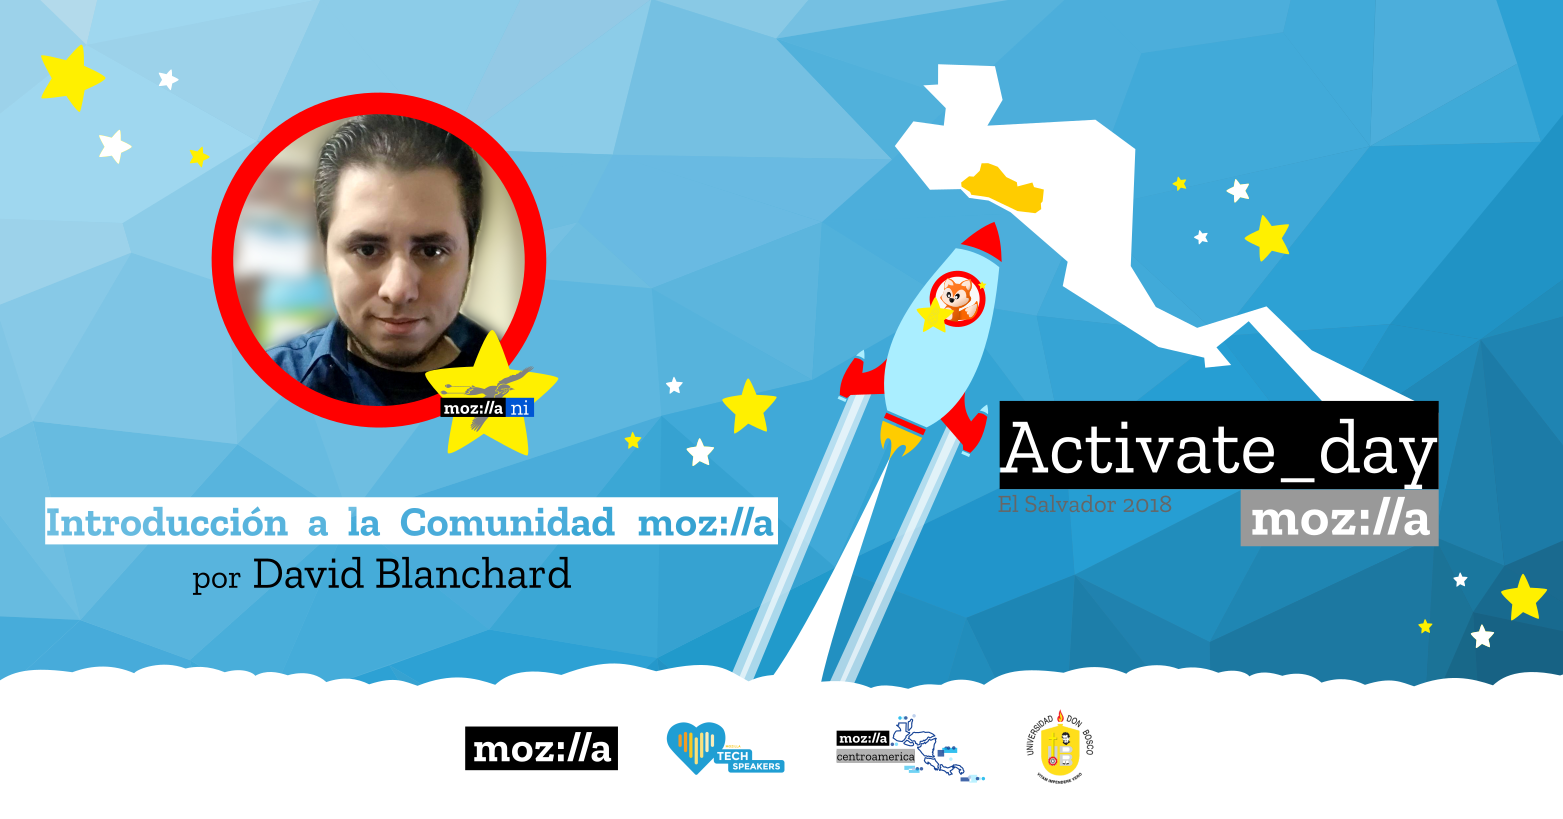 moz://a ni
Introducción a la Comunidad moz://a
por David Blanchard
Activate_day
El Salvador 2018
moz://a
moz://a
TECH
SPEAKERS
moz://a
centroamerica
UNIVERSIDAD DON BOSCO